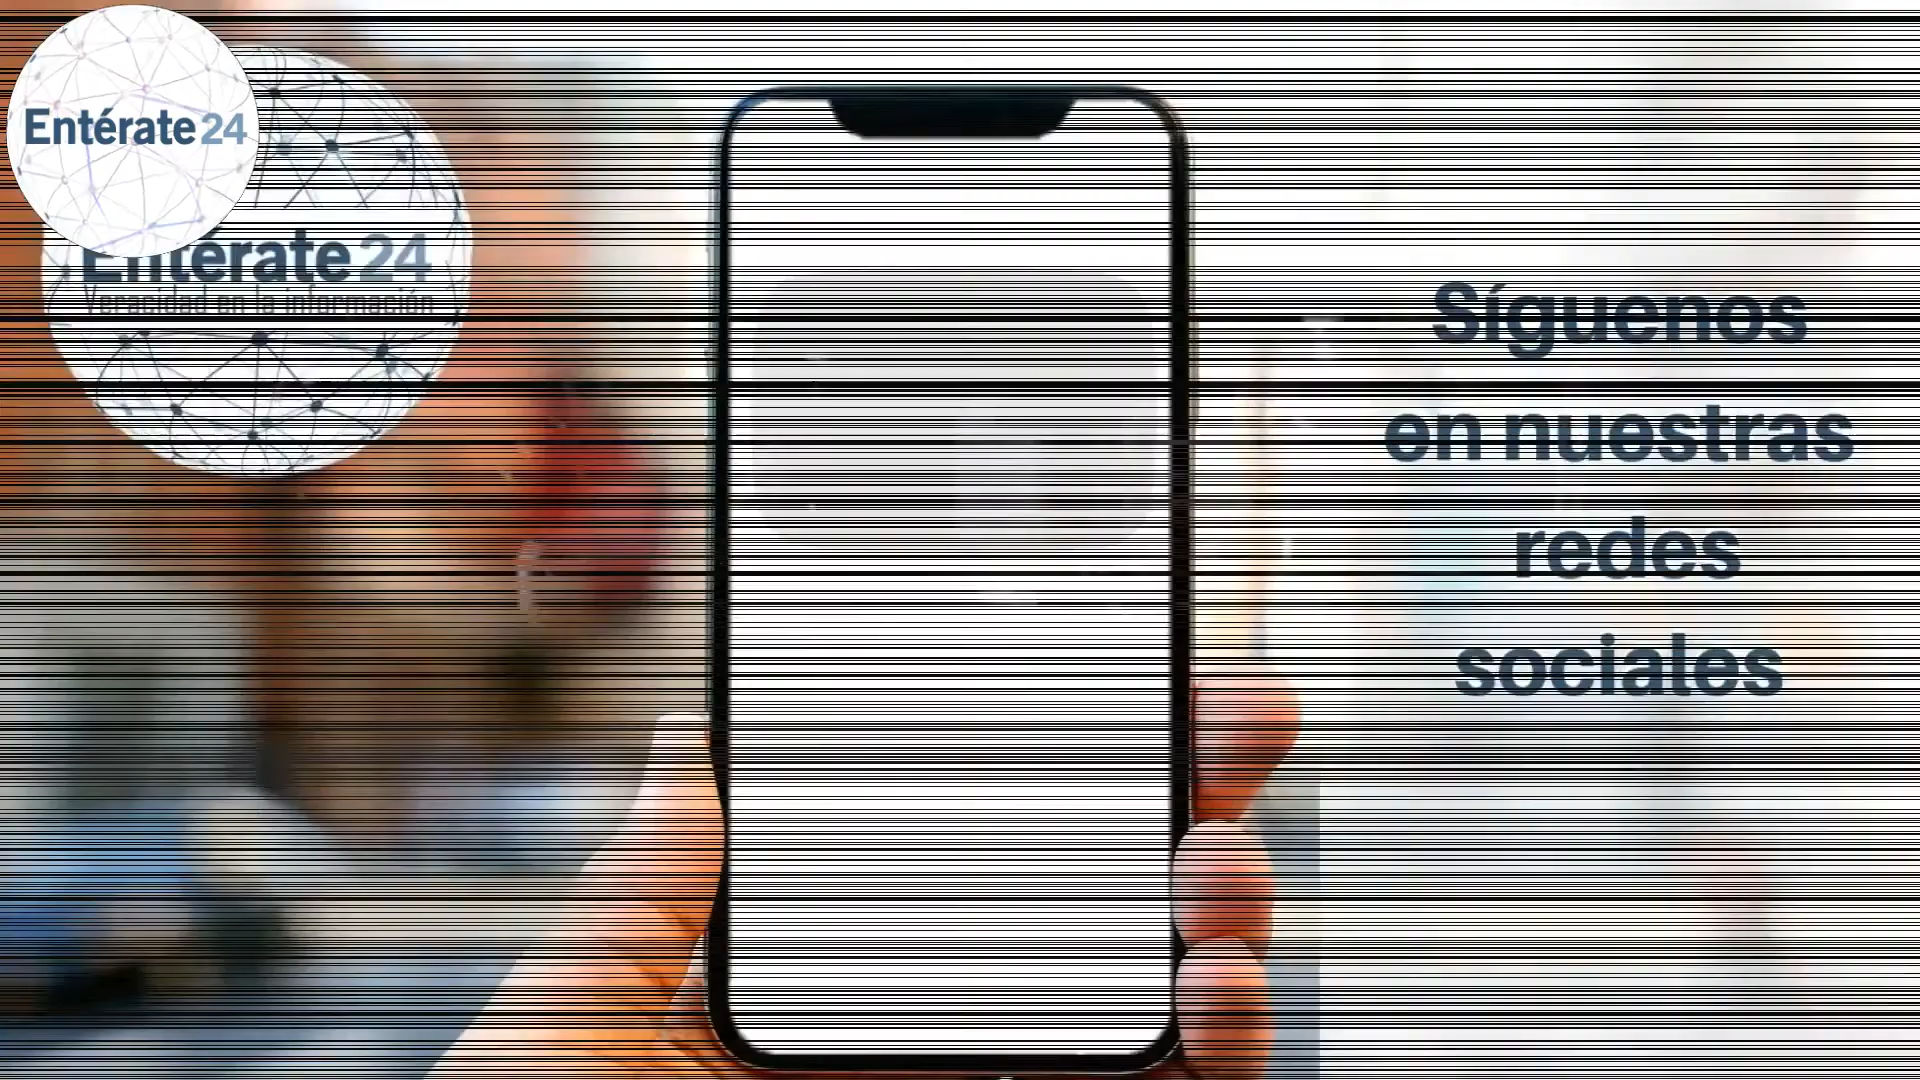 Entérate24
Entérate24
Veracidad en la información
Síguenos
en nuestras
redes
sociales